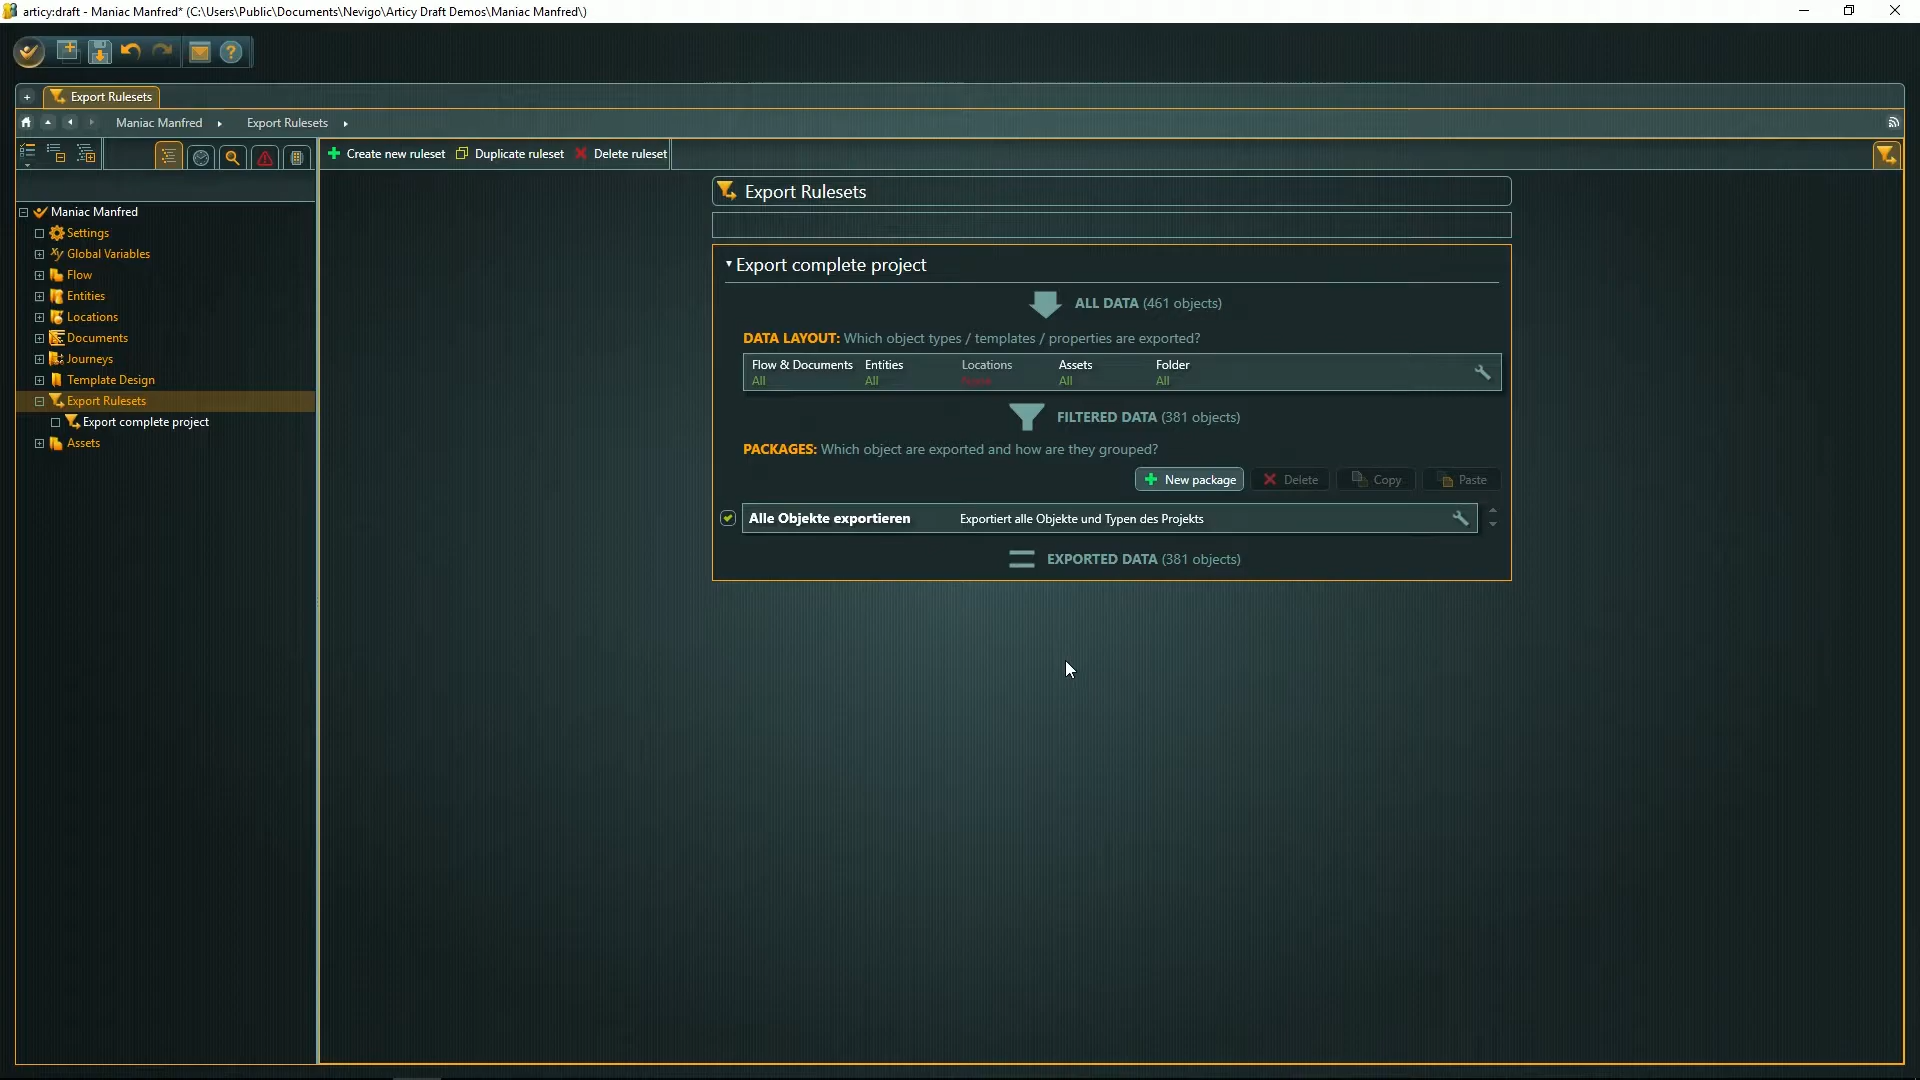 articy:draft - Maniac Manfred* (C:\Users\Public\Documents\Nevigo\Articy Draft Demos\Maniac Manfred\)
Export Rulesets
Maniac Manfred
Export Rulesets
Create new ruleset
Duplicate ruleset
Delete ruleset
Maniac Manfred
Settings
Global Variables
Flow
Entities
Locations
Documents
Journeys
Template Design
Export Rulesets
Export complete project
Assets
Export Rulesets
Export complete project
ALL DATA (461 objects)
DATA LAYOUT: Which object types / templates / properties are exported?
Flow & Documents Entities Locations Assets Folder
All All None All All
FILTERED DATA (381 objects)
PACKAGES: Which object are exported and how are they grouped?
New package Delete Copy Paste
Alle Objekte exportieren Exportiert alle Objekte und Typen des Projekts
EXPORTED DATA (381 objects)